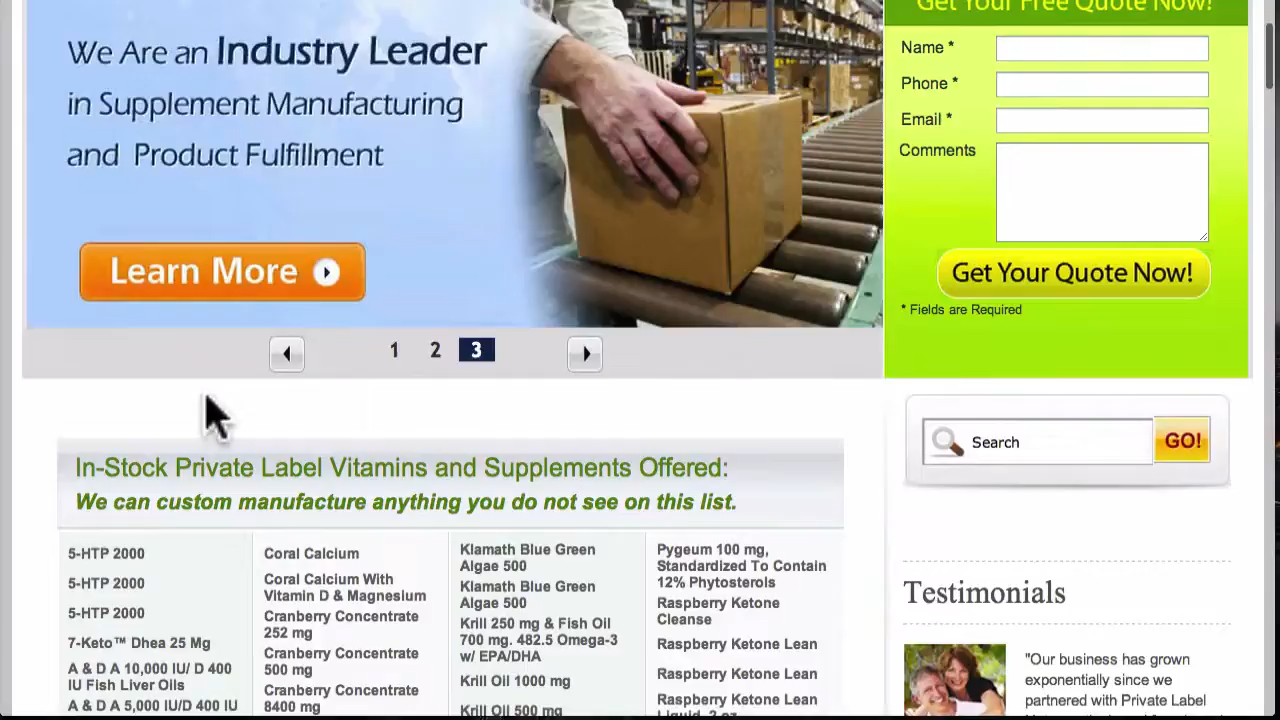 We Are an Industry Leader
in Supplement Manufacturing
and Product Fulfillment
Learn More
1 2 3
Get Your Free Quote Now!
Name *
Phone *
Email *
Comments
Get Your Quote Now!
* Fields are Required
Search
GO!
In-Stock Private Label Vitamins and Supplements Offered:
We can custom manufacture anything you do not see on this list.
5-HTP 2000
5-HTP 2000
5-HTP 2000
7-Keto™ Dhea 25 Mg
A & D A 10,000 IU/ D 400
IU Fish Liver Oils
A & D A 5,000 IU/D 400 IU
Coral Calcium
Coral Calcium With
Vitamin D & Magnesium
Cranberry Concentrate
252 mg
Cranberry Concentrate
500 mg
Cranberry Concentrate
8400 mg
Klamath Blue Green
Algae 500
Klamath Blue Green
Algae 500
Krill 250 mg & Fish Oil
700 mg. 482.5 Omega-3
w/ EPA/DHA
Krill Oil 1000 mg
Krill Oil 500 mg
Pygeum 100 mg,
Standardized To Contain
12% Phytosterols
Raspberry Ketone
Cleanse
Raspberry Ketone Lean
Raspberry Ketone Lean
Raspberry Ketone Lean
Liquid, 2 oz
Testimonials
"Our business has grown
exponentially since we
partnered with Private Label